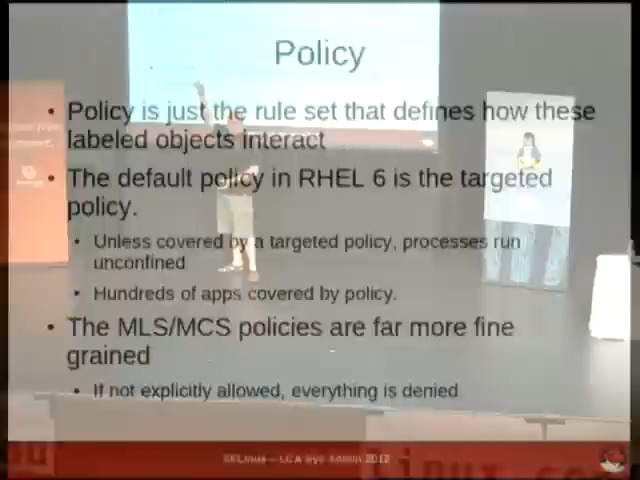 Policy
• Policy is just the rule set that defines how these
labeled objects interact
• The default policy in RHEL 6 is the targeted
policy.
• Unless covered by a targeted policy, processes run
unconfined
• Hundreds of apps covered by policy.
• The MLS/MCS policies are far more fine
grained
• If not explicitly allowed, everything is denied
SELinux – LCA Sys Admin 2012